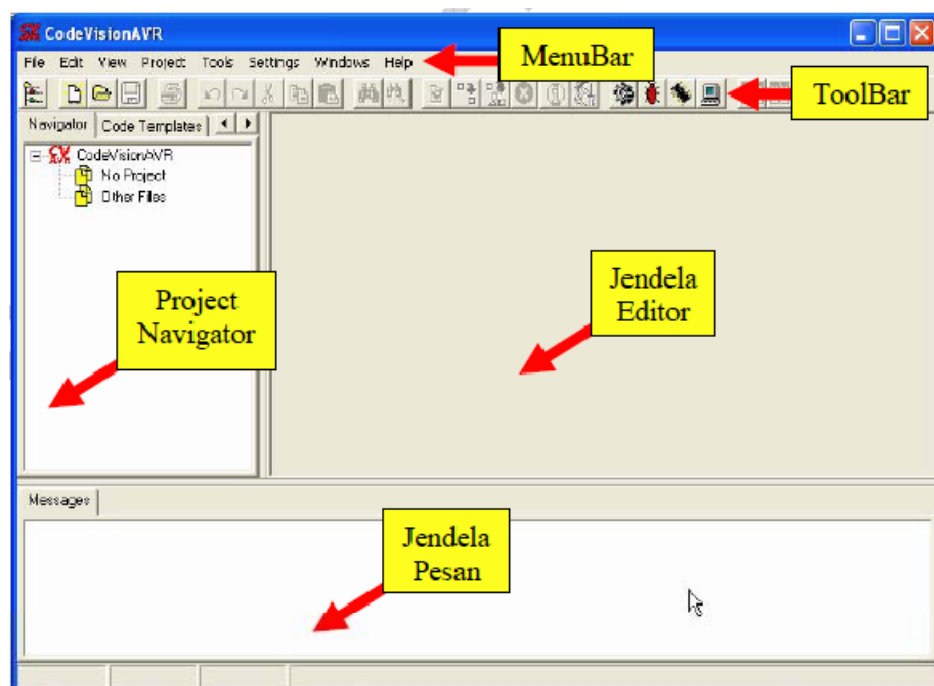 CodeVisionAVR
File Edit View Project Tools Settings Windows Help
MenuBar
ToolBar
Navigator Code Templates
CodeVisionAVR
No Project
Other Files
Project
Navigator
Jendela
Editor
Messages
Jendela
Pesan